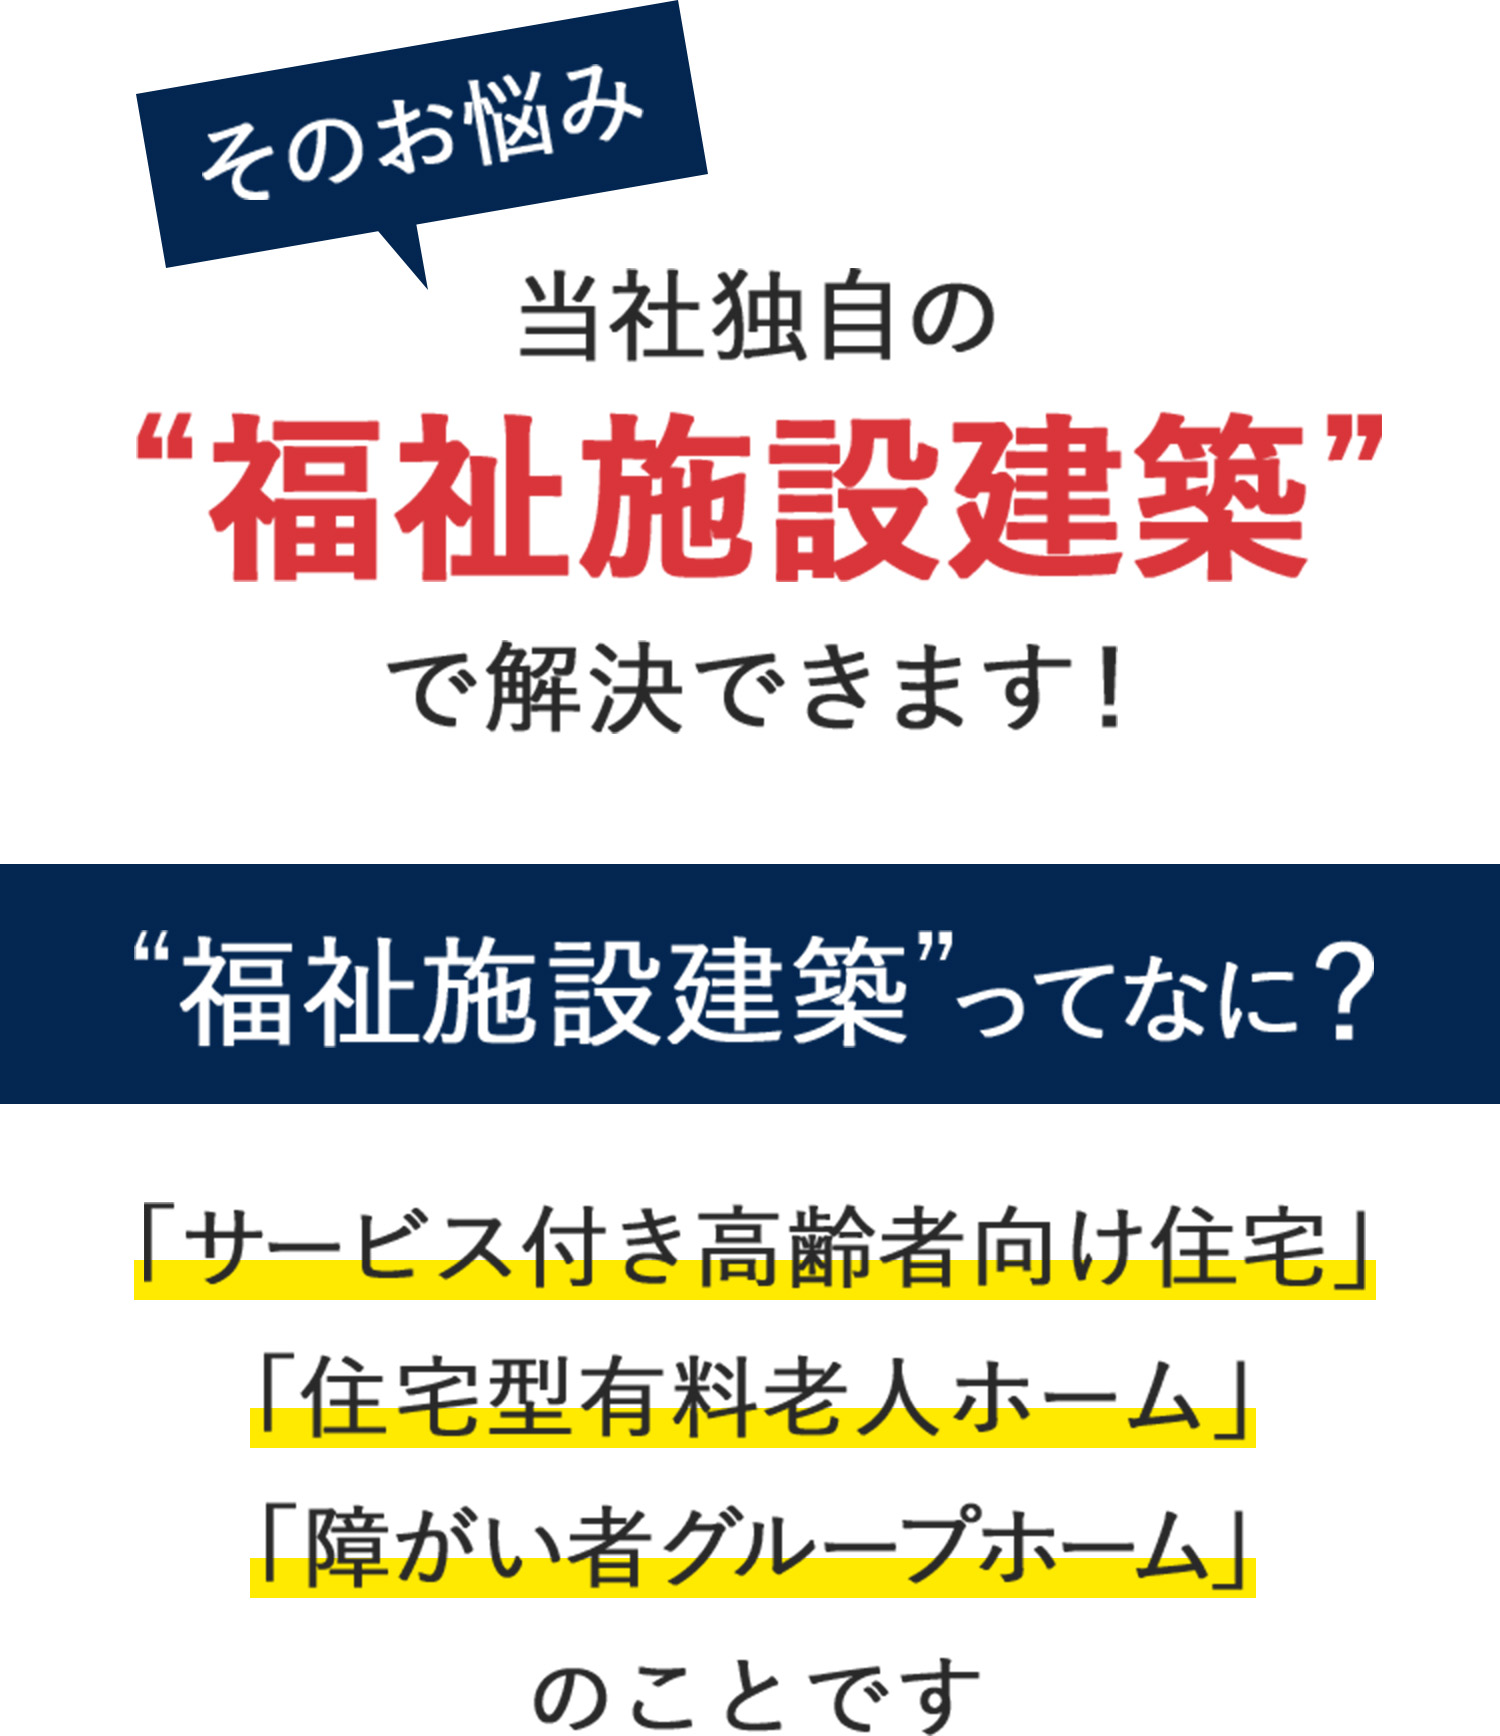 そのお悩み
当社独自の
“福祉施設建築”
で解決できます！
“福祉施設建築”ってなに？
「サービス付き高齢者向け住宅」
「住宅型有料老人ホーム」
「障がい者グループホーム」
のことです